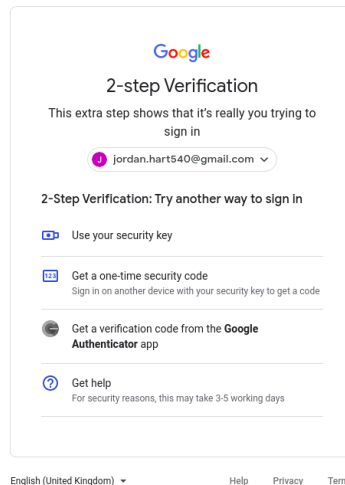 Google
2-step Verification
This extra step shows that it's really you trying to
sign in
J jordan.hart540@gmail.com
2-Step Verification: Try another way to sign in
Use your security key
123 Get a one-time security code
Sign in on another device with your security key to get a code
Get a verification code from the Google
Authenticator app
? Get help
For security reasons, this may take 3-5 working days
English (United Kingdom) Help Privacy